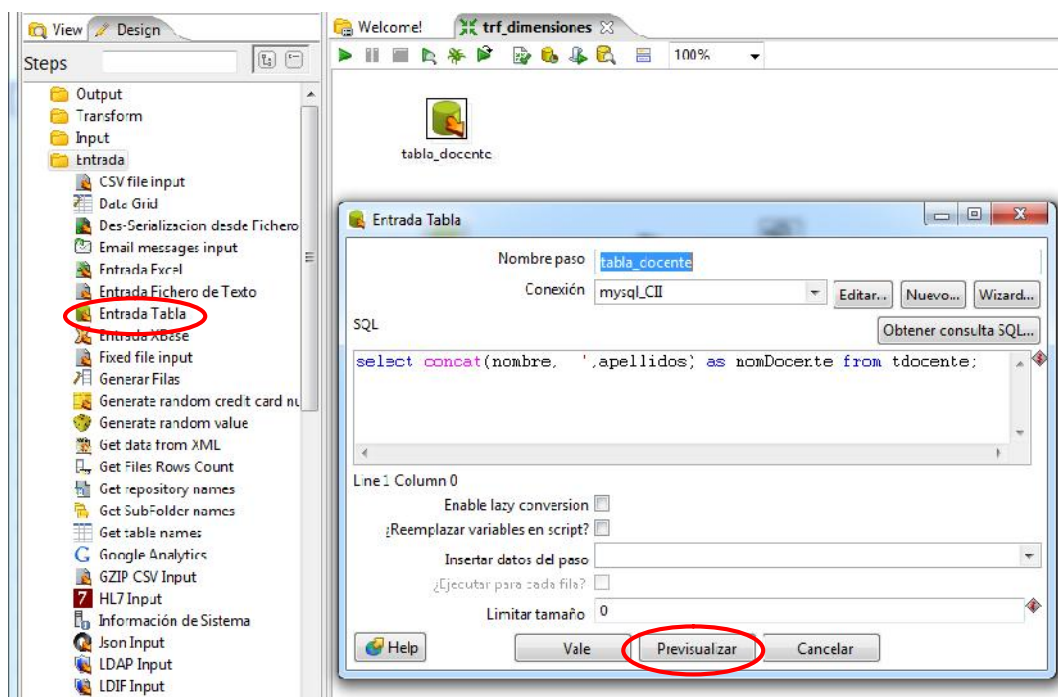 View
Design
Steps
Output
Transform
Input
Entrada
CSV file input
Data Grid
Des-Serializacion desde Fichero
Email messages input
Entrada Excel
Entrada Fichero de Texto
Entrada Tabla
Entrada XBase
Fixed file input
Generar Filas
Generate random credit card nu
Generate random value
Get data from XML
Get Files Rows Count
Get repository names
Get SubFolder names
Get table names
Google Analytics
GZIP CSV Input
HL7 Input
Información de Sistema
Json Input
LDAP Input
LDIF Input
Welcome!
trf_dimensiones
100%
tabla_docente
Entrada Tabla
Nombre paso tabla_docente
Conexión mysql_CII Editar... Nuevo... Wizard...
SQL Obtener consulta SQL...
select concat(nombre, ' ',apellidos) as nomDocente from tdocente;
Line 1 Column 0
Enable lazy conversion
¿Reemplazar variables en script?
Insertar datos del paso
¿Ejecutar para cada fila?
Limitar tamaño 0
Help Vale Previsualizar Cancelar